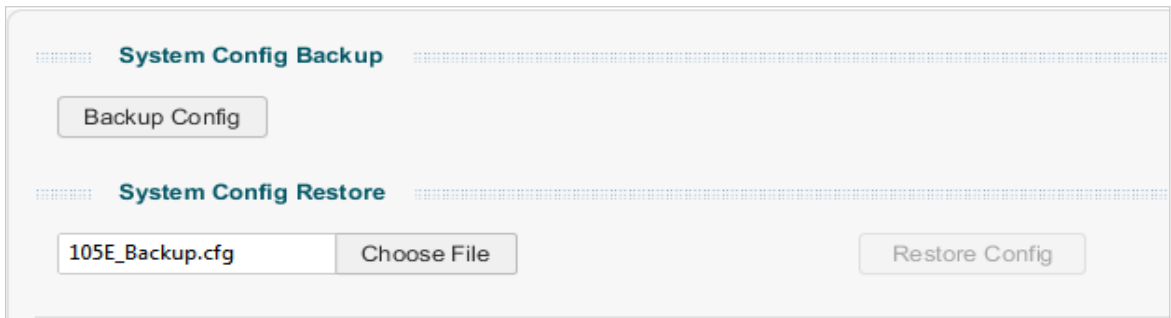 System Config Backup
Backup Config
System Config Restore
105E_Backup.cfg Choose File Restore Config